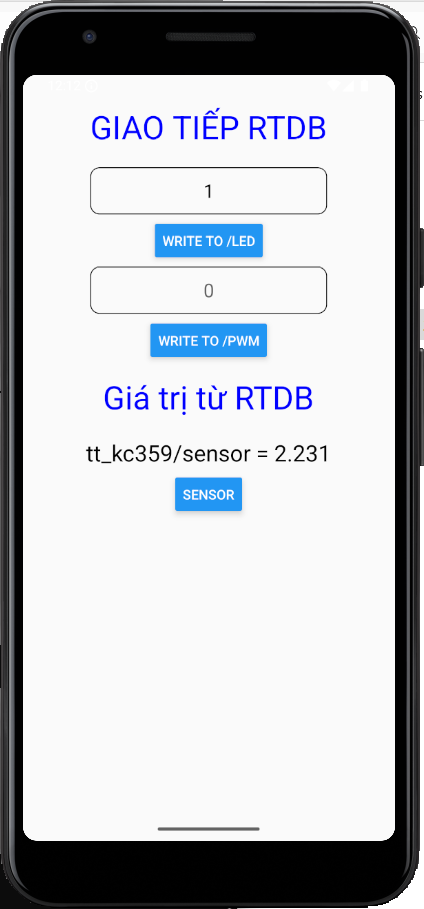 GIAO TIẾP RTDB
1
WRITE TO /LED
0
WRITE TO /PWM
Giá trị từ RTDB
tt_kc359/sensor = 2.231
SENSOR